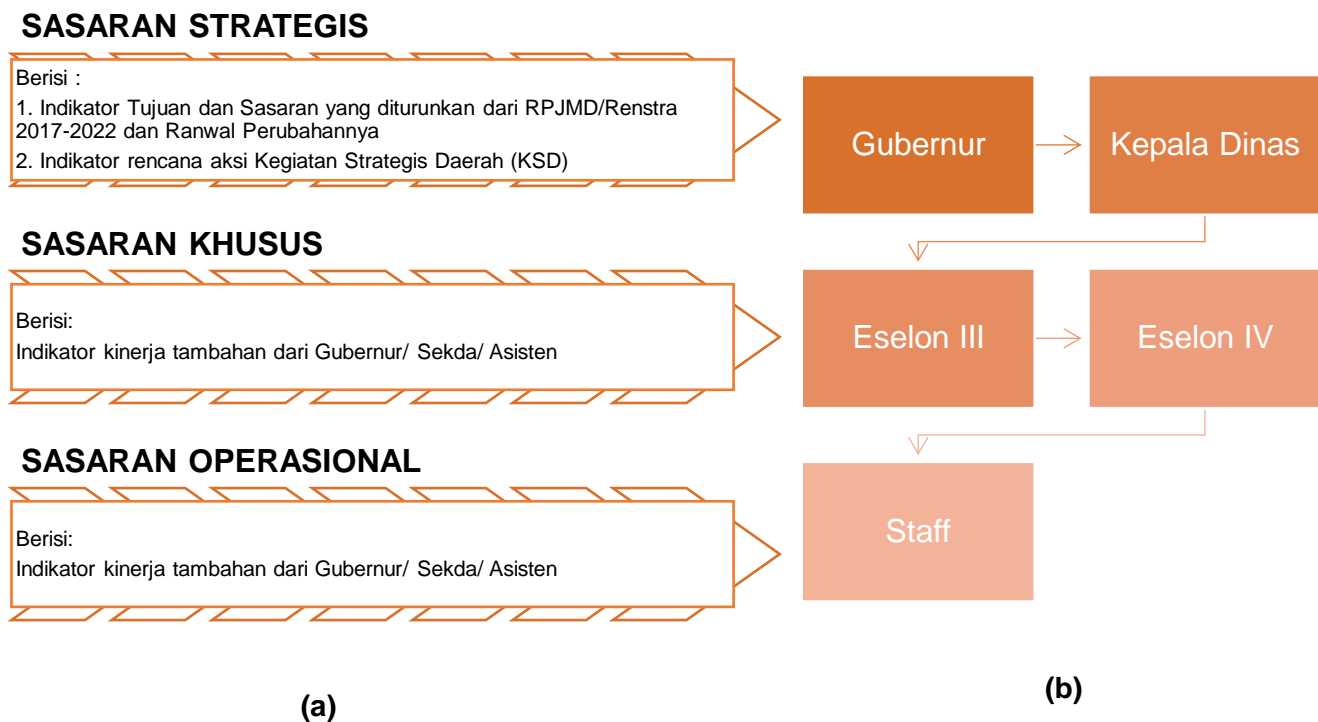 SASARAN STRATEGIS
Berisi :
1. Indikator Tujuan dan Sasaran yang diturunkan dari RPJMD/Renstra
2017-2022 dan Ranwal Perubahannya
2. Indikator rencana aksi Kegiatan Strategis Daerah (KSD)
SASARAN KHUSUS
Berisi:
Indikator kinerja tambahan dari Gubernur/ Sekda/ Asisten
SASARAN OPERASIONAL
Berisi:
Indikator kinerja tambahan dari Gubernur/ Sekda/ Asisten
(a)
Gubernur
Kepala Dinas
Eselon III
Eselon IV
Staff
(b)